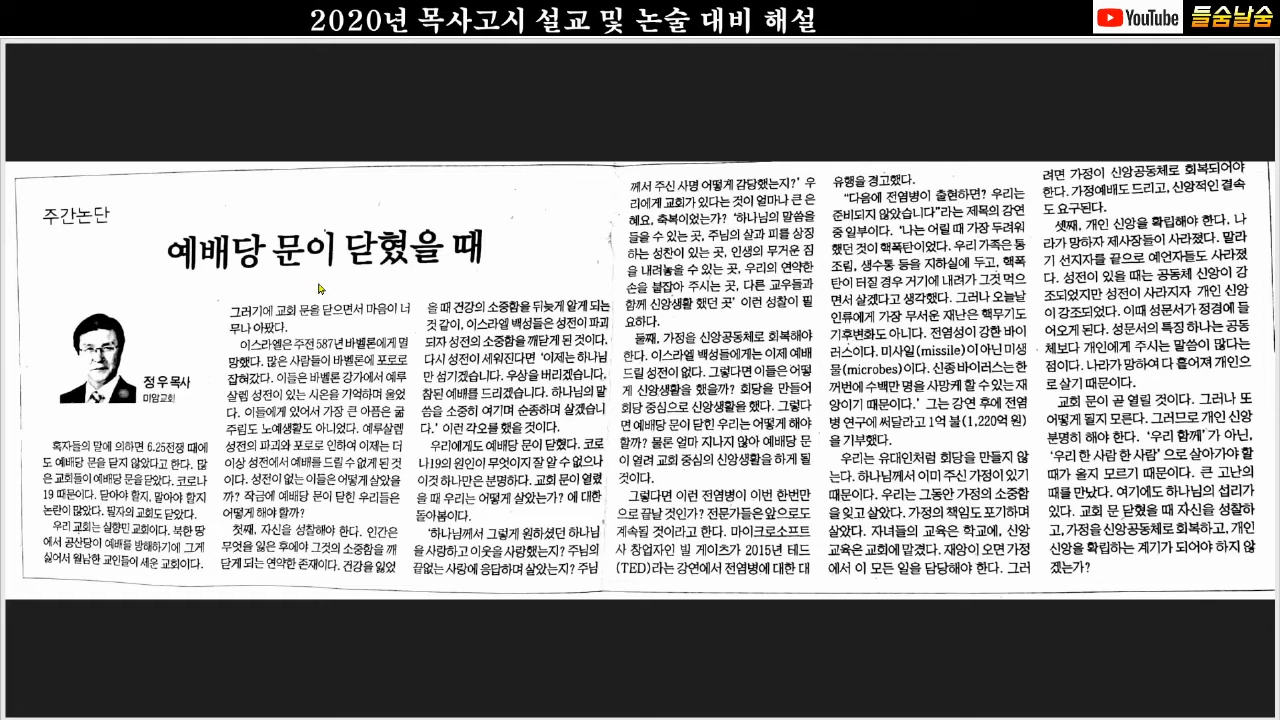 2020년 목사고시 설교 및 논술 대비 해설
YouTube
들숨날숨
주간논단
예배당 문이 닫혔을 때
정 우 목사
미암교회
혹자들의 말에 의하면 6.25전쟁 때에
도 예배당 문을 닫지 않았다고 한다. 많
은 교회들이 예배당 문을 닫았다. 코로나
19 때문이다. 닫아야 할지, 말아야 할지
논란이 많았다. 필자의 교회도 닫았다.
우리 교회는 실향민 교회이다. 북한 땅
에서 공산당이 예배를 방해하기에 그게
싫어서 월남한 교인들이 세운 교회이다.
그러기에 교회 문을 닫으면서 마음이 너
무나 아팠다.
이스라엘은 주전 587년 바벨론에게 멸
망했다. 많은 사람들이 바벨론에 포로로
잡혀갔다. 이들은 바벨론 강가에서 예루
살렘 성전이 있는 시온을 기억하며 울었
다. 이들에게 있어서 가장 큰 아픔은 굶
주림도 노예생활도 아니었다. 예루살렘
성전의 파괴와 포로로 인하여 이제는 더
이상 성전에서 예배를 드릴 수 없게 된 것
이다. 성전이 없는 이들은 어떻게 살았을
까? 작금에 예배당 문이 닫힌 우리들은
어떻게 해야 할까?
첫째, 자신을 성찰해야 한다. 인간은
무엇을 잃은 후에야 그것의 소중함을 깨
닫게 되는 연약한 존재이다. 건강을 잃었
을 때 건강의 소중함을 뒤늦게 알게 되는
것 같이, 이스라엘 백성들은 성전이 파괴
되자 성전의 소중함을 깨닫게 된 것이다.
다시 성전이 세워진다면 '이제는 하나님
만 섬기겠습니다. 우상을 버리겠습니다.
참된 예배를 드리겠습니다. 하나님의 말
씀을 소중히 여기며 순종하며 살겠습니
다.' 이런 각오를 했을 것이다.
우리에게도 예배당 문이 닫혔다. 코로
나19의 원인이 무엇이지 잘 알 수 없으나
이것 하나만은 분명하다. 교회 문이 열렸
을 때 우리는 어떻게 살았는가? 에 대한
돌아봄이다.
'하나님께서 그렇게 원하셨던 하나님
을 사랑하고 이웃을 사랑했는지? 주님의
끝없는 사랑에 응답하며 살았는지? 주님
께서 주신 사명 어떻게 감당했는지?' 우
리에게 교회가 있다는 것이 얼마나 큰 은
혜요, 축복이었는가? '하나님의 말씀을
들을 수 있는 곳, 주님의 살과 피를 상징
하는 성찬이 있는 곳, 인생의 무거운 짐
을 내려놓을 수 있는 곳, 우리의 연약한
손을 붙잡아 주시는 곳, 다른 교우들과
함께 신앙생활 했던 곳' 이런 성찰이 필
요하다.
둘째, 가정을 신앙공동체로 회복해야
한다. 이스라엘 백성들에게는 이제 예배
드릴 성전이 없다. 그렇다면 이들은 어떻
게 신앙생활을 했을까? 회당을 만들어
회당 중심으로 신앙생활을 했다. 그렇다
면 예배당 문이 닫힌 우리는 어떻게 해야
할까? 물론 얼마 지나지 않아 예배당 문
이 열려 교회 중심의 신앙생활을 하게 될
것이다.
그렇다면 이런 전염병이 이번 한번만
으로 끝날 것인가? 전문가들은 앞으로도
계속될 것이라고 한다. 마이크로소프트
사 창업자인 빌 게이츠가 2015년 테드
(TED)라는 강연에서 전염병에 대한 대
유행을 경고했다.
"다음에 전염병이 출현하면? 우리는
준비되지 않았습니다"라는 제목의 강연
중 일부이다. '나는 어릴 때 가장 두려워
했던 것이 핵폭탄이었다. 우리 가족은 통
조림, 생수통 등을 지하실에 두고, 핵폭
탄이 터질 경우 거기에 내려가 그것 먹으
면서 살겠다고 생각했다. 그러나 오늘날
인류에게 가장 무서운 재난은 핵무기도
기후변화도 아니다. 전염성이 강한 바이
러스이다. 미사일(missile)이 아닌 미생
물(microbes)이다. 신종 바이러스는 한
꺼번에 수백만 명을 사망케 할 수 있는 재
앙이기 때문이다.' 그는 강연 후에 전염
병 연구에 써달라고 1억 불(1,220억 원)
을 기부했다.
우리는 유대인처럼 회당을 만들지 않
는다. 하나님께서 이미 주신 가정이 있기
때문이다. 우리는 그동안 가정의 소중함
을 잊고 살았다. 가정의 책임도 포기하며
살았다. 자녀들의 교육은 학교에, 신앙
교육은 교회에 맡겼다. 재앙이 오면 가정
에서 이 모든 일을 담당해야 한다. 그러
려면 가정이 신앙공동체로 회복되어야
한다. 가정예배도 드리고, 신앙적인 결속
도 요구된다.
셋째, 개인 신앙을 확립해야 한다. 나
라가 망하자 제사장들이 사라졌다. 말라
기 선지자를 끝으로 예언자들도 사라졌
다. 성전이 있을 때는 공동체 신앙이 강
조되었지만 성전이 사라지자 개인 신앙
이 강조되었다. 이때 성문서가 정경에 들
어오게 된다. 성문서의 특징 하나는 공동
체보다 개인에게 주시는 말씀이 많다는
점이다. 나라가 망하여 다 흩어져 개인으
로 살기 때문이다.
교회 문이 곧 열릴 것이다. 그러나 또
어떻게 될지 모른다. 그러므로 개인 신앙
분명히 해야 한다. '우리 함께'가 아닌,
'우리 한 사람 한 사람'으로 살아가야 할
때가 올지 모르기 때문이다. 큰 고난의
때를 만났다. 여기에도 하나님의 섭리가
있다. 교회 문 닫혔을 때 자신을 성찰하
고, 가정을 신앙공동체로 회복하고, 개인
신앙을 확립하는 계기가 되어야 하지 않
겠는가?